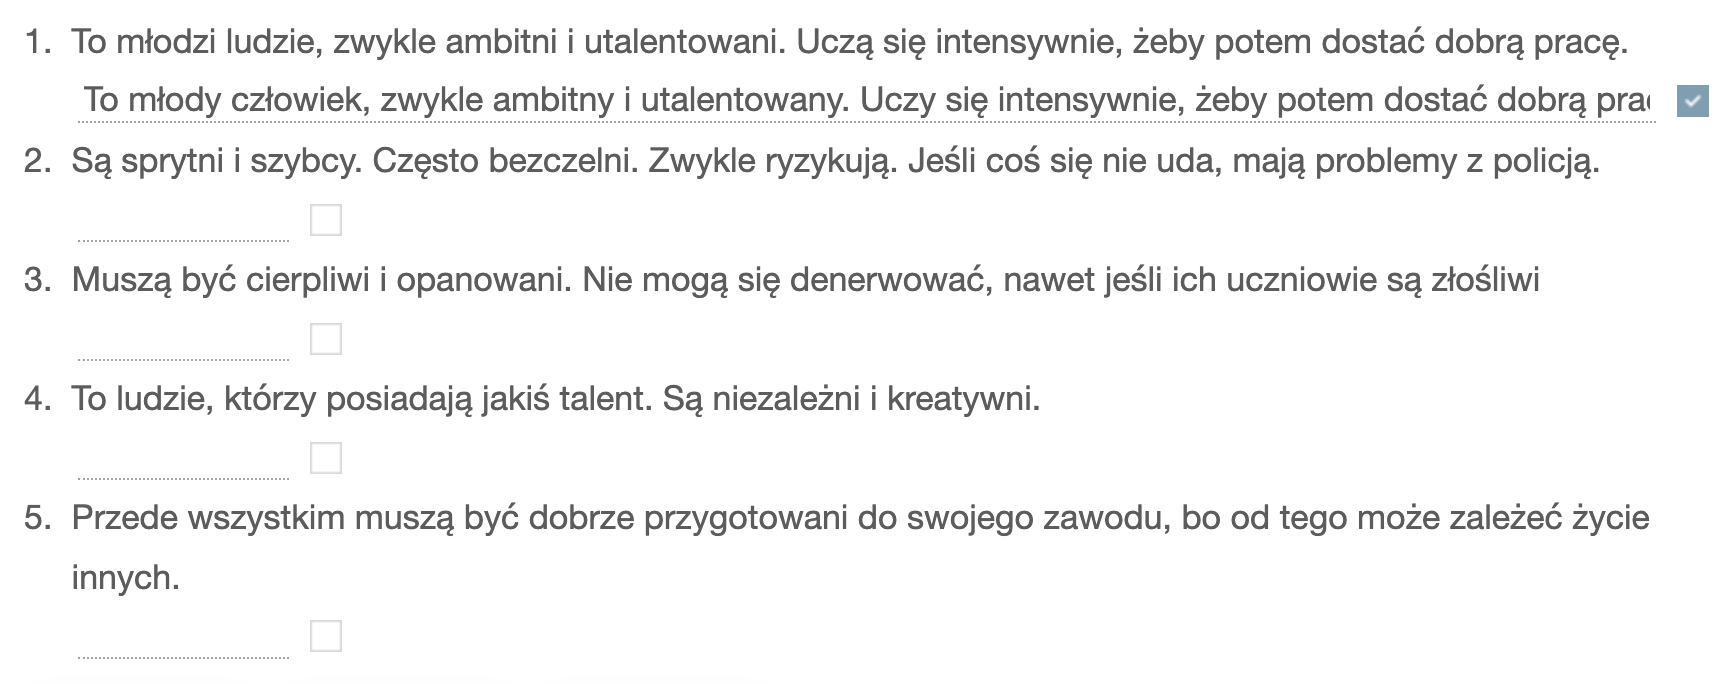 1. To młodzi ludzie, zwykle ambitni i utalentowani. Uczą się intensywnie, żeby potem dostać dobrą pracę.
To młody człowiek, zwykle ambitny i utalentowany. Uczy się intensywnie, żeby potem dostać dobrą
2. Są sprytni i szybcy. Często bezczelni. Zwykle ryzykują. Jeśli coś się nie uda, mają problemy z policją.
3. Muszą być cierpliwi i opanowani. Nie mogą się denerwować, nawet jeśli ich uczniowie są złośliwi
4. To ludzie, którzy posiadają jakiś talent. Są niezależni i kreatywni.
5. Przede wszystkim muszą być dobrze przygotowani do swojego zawodu, bo od tego może zależeć życie
innych.